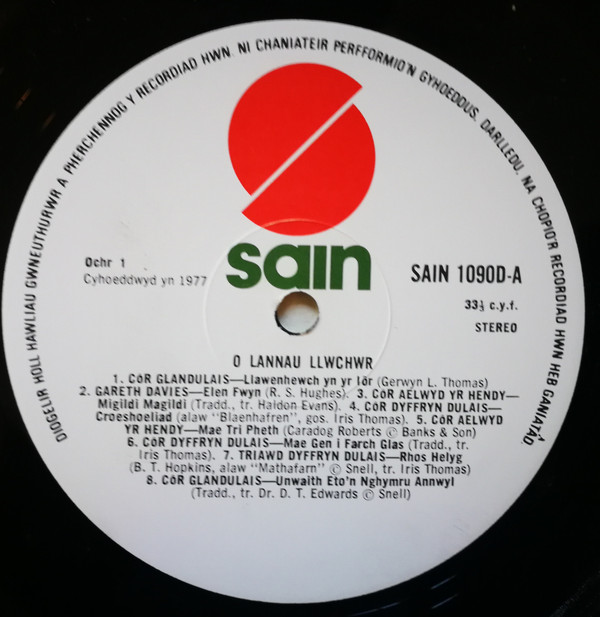 DIOGELIR HOLL HAWLIAU GWNEUTHURWR A PHERCHENNOG Y RECORDIAD HWN. NI CHANIATEIR PERFFORMIO'N GYHOEDDUS, DARLLEDU, NA CHOPIO'R RECORDIAD HWN HEB GANIATÂD
sain
Ochr 1
Cyhoeddwyd yn 1977
SAIN 1090D-A
33⅓ c.y.f.
STEREO
O LANNAU LLWCHWR
1. CÔR GLANDULAIS—Llawenhewch yn yr Iôr (Gerwyn L. Thomas)
2. GARETH DAVIES—Elen Fwyn (R. S. Hughes). 3. CÔR AELWYD YR HENDY—
Migildi Magildi (Tradd., tr. Haldon Evans). 4. CÔR DYFFRYN DULAIS—
Croeshoeliad (alaw "Blaenhafren", gos. Iris Thomas). 5. CÔR AELWYD
YR HENDY—Mae Tri Pheth (Caradog Roberts © Banks & Son)
6. CÔR DYFFRYN DULAIS—Mae Gen i Farch Glas (Tradd., tr.
Iris Thomas). 7. TRIAWD DYFFRYN DULAIS—Rhos Helyg
(B. T. Hopkins, alaw "Mathafarn" © Snell, tr. Iris Thomas)
8. CÔR GLANDULAIS—Unwaith Eto'n Nghymru Annwyl
(Tradd., tr. Dr. D. T. Edwards © Snell)